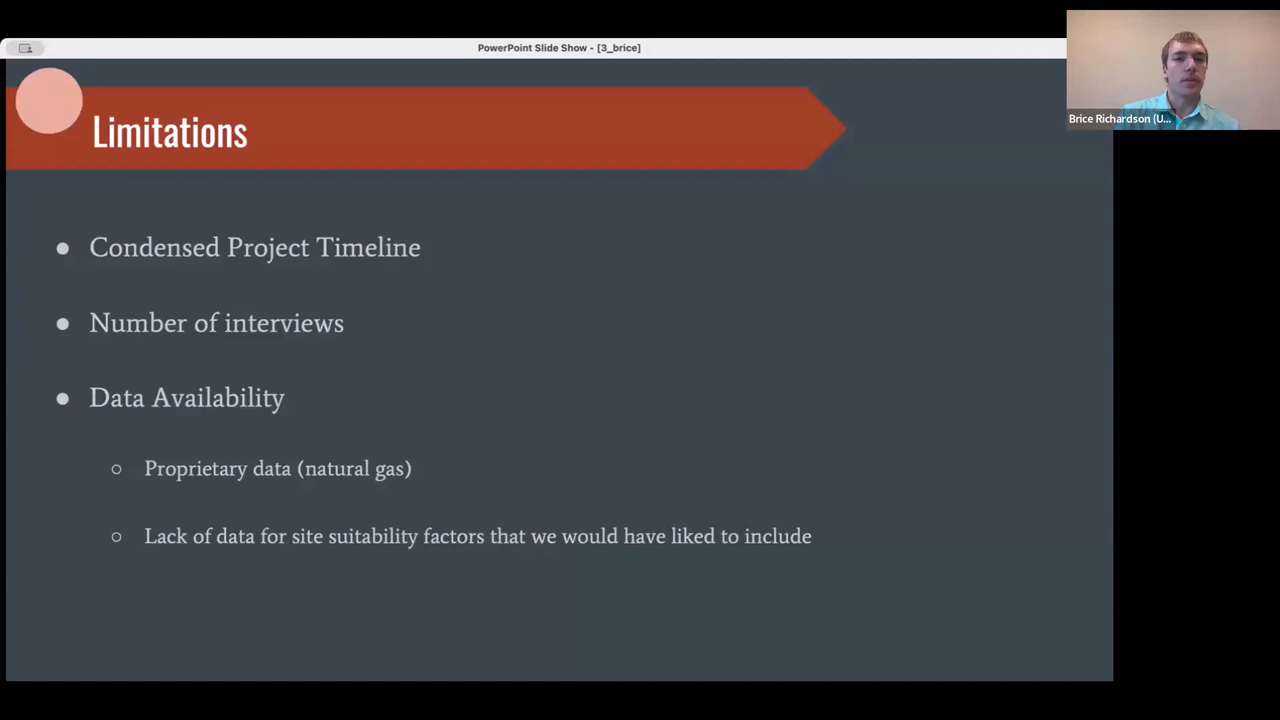 PowerPoint Slide Show - [3_brice]
Limitations
Brice Richardson (U...
● Condensed Project Timeline
● Number of interviews
● Data Availability
○ Proprietary data (natural gas)
○ Lack of data for site suitability factors that we would have liked to include